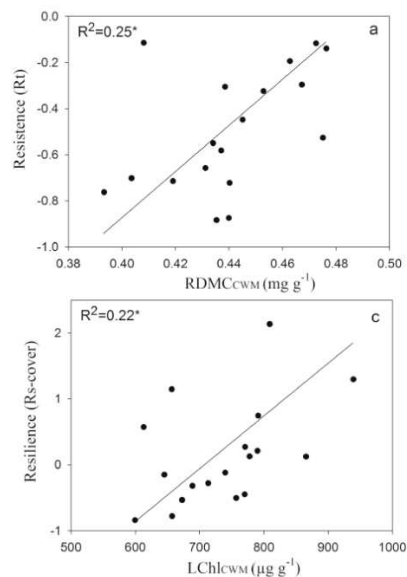 R²=0.25*
a
Resistence (Rt)
0.0
-0.2
-0.4
-0.6
-0.8
-1.0
0.38 0.40 0.42 0.44 0.46 0.48 0.50
RDMCCWM (mg g⁻¹)
R²=0.22*
c
Resilience (Rs-cover)
2
1
0
-1
500 600 700 800 900 1000
LChlCWM (µg g⁻¹)